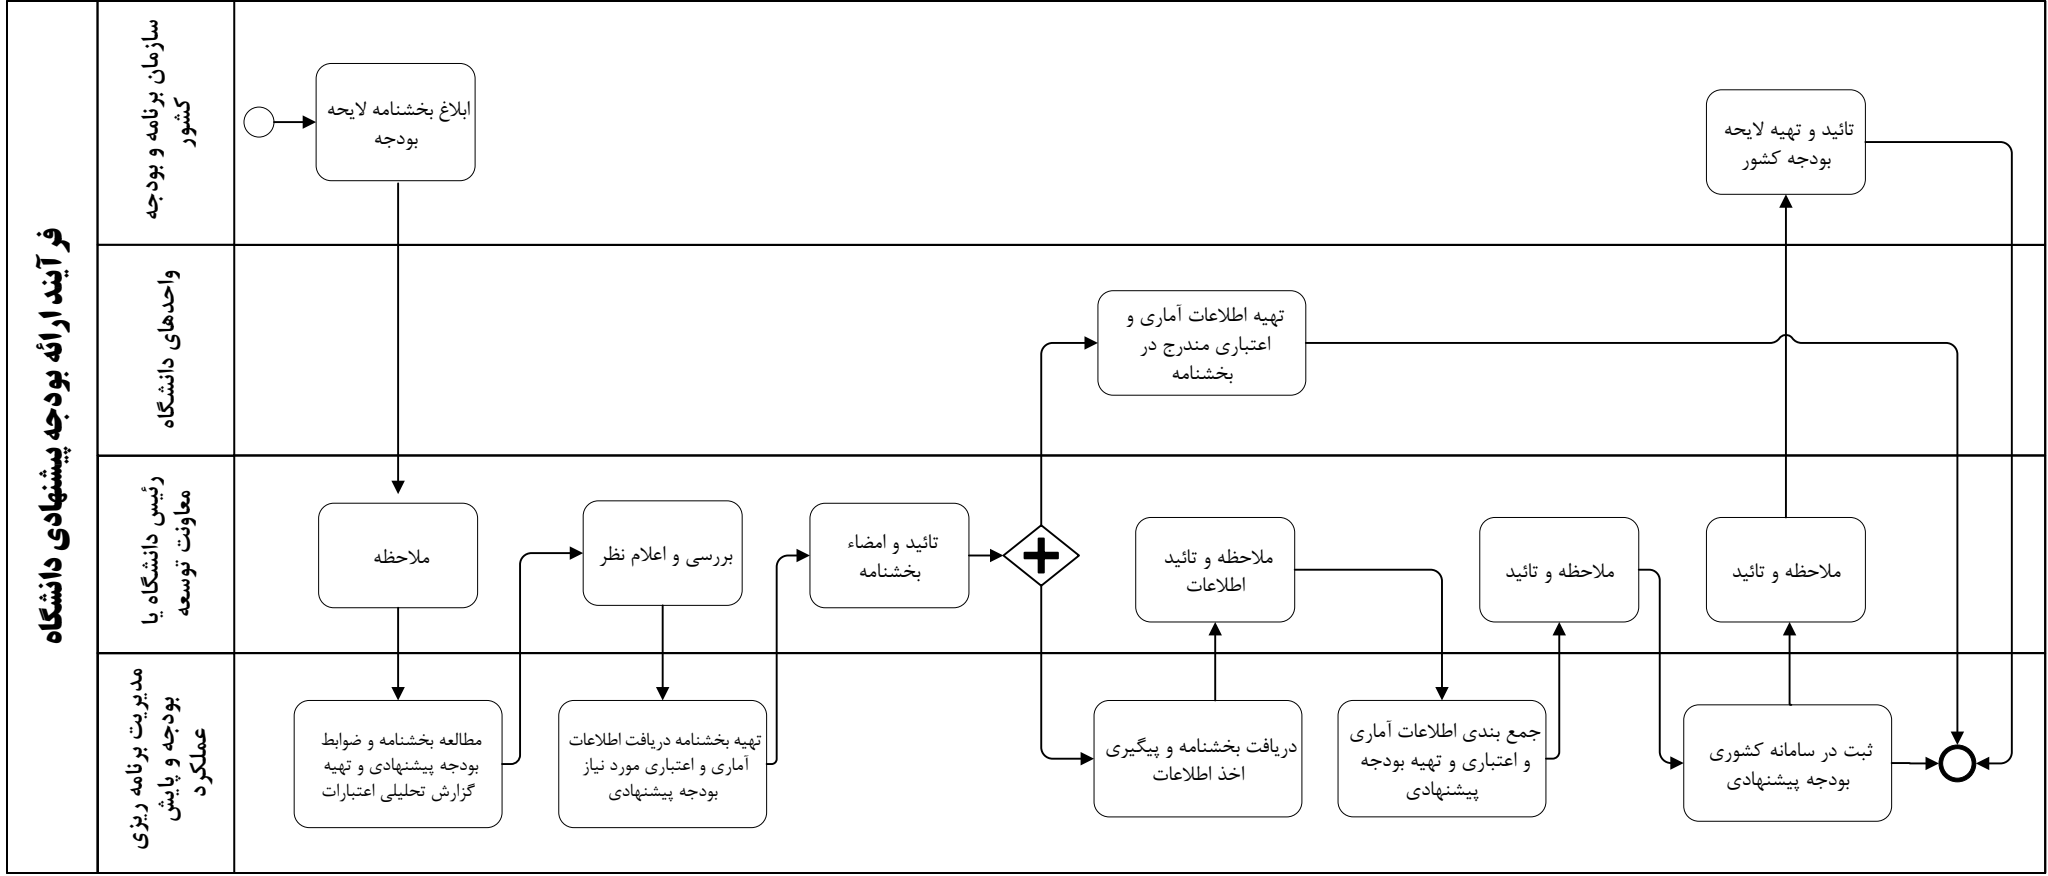 فرآیند ارائه بودجه پیشنهادی دانشگاه
سازمان برنامه و بودجه
کشور
ابلاغ بخشنامه لایحه
بودجه
تائید و تهیه لایحه
بودجه کشور
واحدهای دانشگاه
تهیه اطلاعات آماری و
اعتباری مندرج در
بخشنامه
رئیس دانشگاه یا
معاونت توسعه
ملاحظه
بررسی و اعلام نظر
تائید و امضاء
بخشنامه
ملاحظه و تائید
اطلاعات
ملاحظه و تائید
ملاحظه و تائید
مدیریت برنامه ریزی
بودجه و پایش
عملکرد
مطالعه بخشنامه و ضوابط
بودجه پیشنهادی و تهیه
گزارش تحلیلی اعتبارات
تهیه بخشنامه دریافت اطلاعات
آماری و اعتباری مورد نیاز
بودجه پیشنهادی
دریافت بخشنامه و پیگیری
اخذ اطلاعات
جمع بندی اطلاعات آماری
و اعتباری و تهیه بودجه
پیشنهادی
ثبت در سامانه کشوری
بودجه پیشنهادی